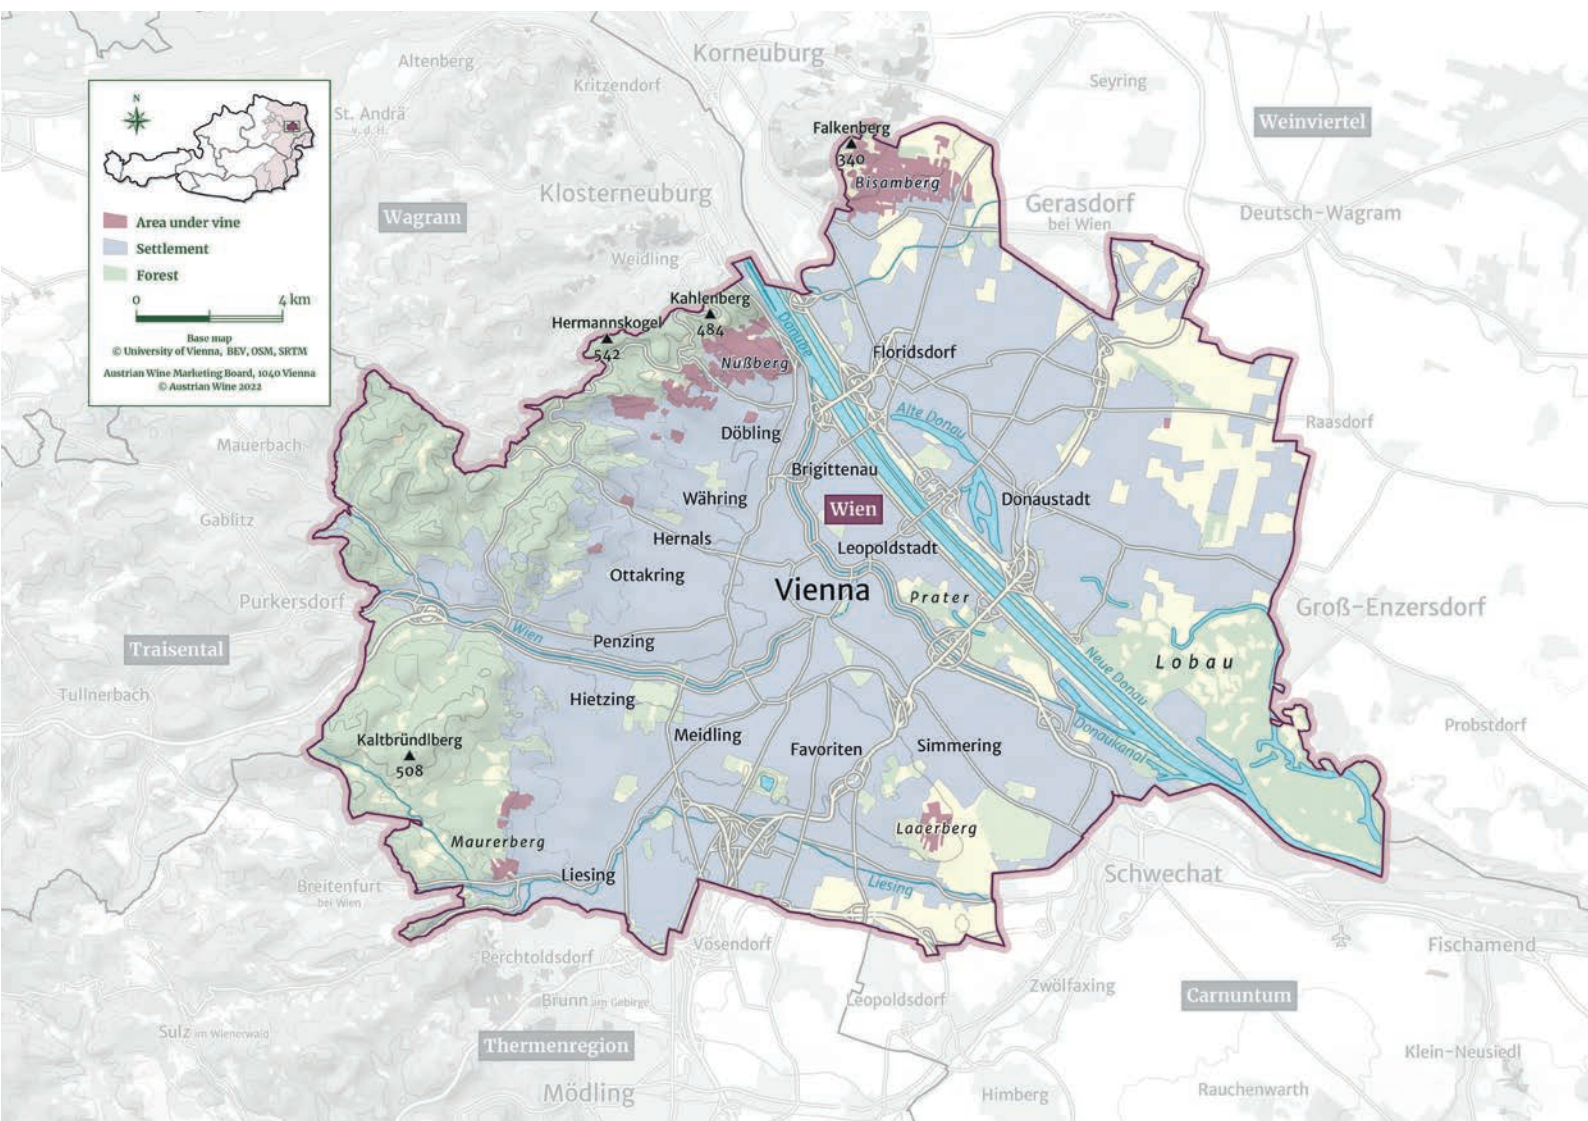 Korneuburg
Altenberg
Kritzendorf
Seyring
N
St. Andrä
v. d. H.
Weinviertel
Falkenberg
340
Bisamberg
Klosterneuburg
Wagram
Gerasdorf
bei Wien
Deutsch-Wagram
Area under vine
Settlement
Forest
0 4 km
Base map
© University of Vienna, BEV, OSM, SRTM
Austrian Wine Marketing Board, 1040 Vienna
© Austrian Wine 2022
Weidling
Kahlenberg
484
Hermannskogel
542
Nußberg
Donube
Floridsdorf
Alte Donau
Raasdorf
Mauerbach
Döbling
Brigittenau
Währing
Wien
Donaustadt
Gablitz
Hernals
Leopoldstadt
Ottakring
Vienna
Prater
Purkersdorf
Groß-Enzersdorf
Wien
Penzing
Traisental
Neue Donau
Lobau
Tullnerbach
Hietzing
Kaltbründlberg
508
Meidling
Favoriten
Simmering
Donaukanal
Probstdorf
Maurerberg
Laaerberg
Liesing
Liesing
Schwechat
Breitenfurt
bei Wien
Vösendorf
Perchtoldsdorf
Fischamend
Brunn am Gebirge
Leopoldsdorf
Zwölfaxing
Carnuntum
Sulz im Wienerwald
Thermenregion
Klein-Neusiedl
Mödling
Himberg
Rauchenwarth